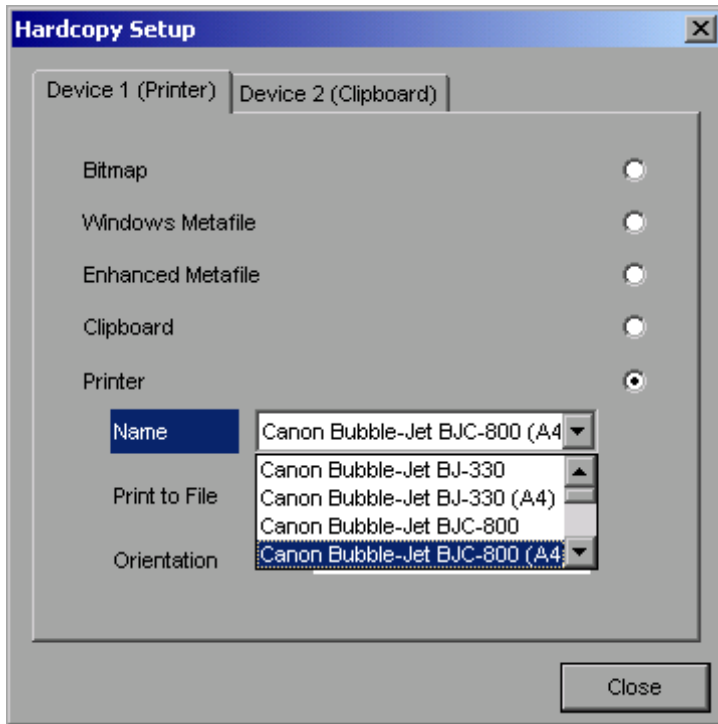 Hardcopy Setup
Device 1 (Printer) Device 2 (Clipboard)
Bitmap
Windows Metafile
Enhanced Metafile
Clipboard
Printer
Name Canon Bubble-Jet BJC-800 (A4
Canon Bubble-Jet BJ-330
Print to File Canon Bubble-Jet BJ-330 (A4)
Canon Bubble-Jet BJC-800
Orientation Canon Bubble-Jet BJC-800 (A4
Close